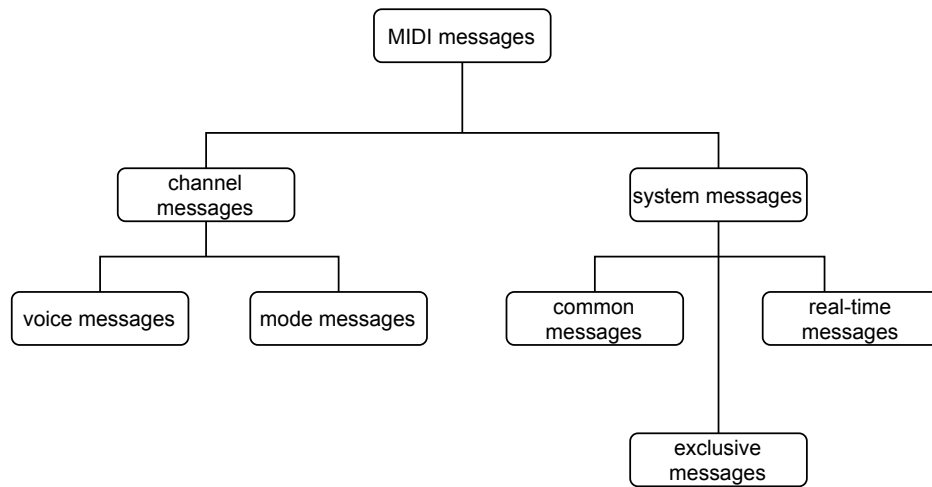 MIDI messages
channel
messages
system messages
voice messages
mode messages
common
messages
real-time
messages
exclusive
messages